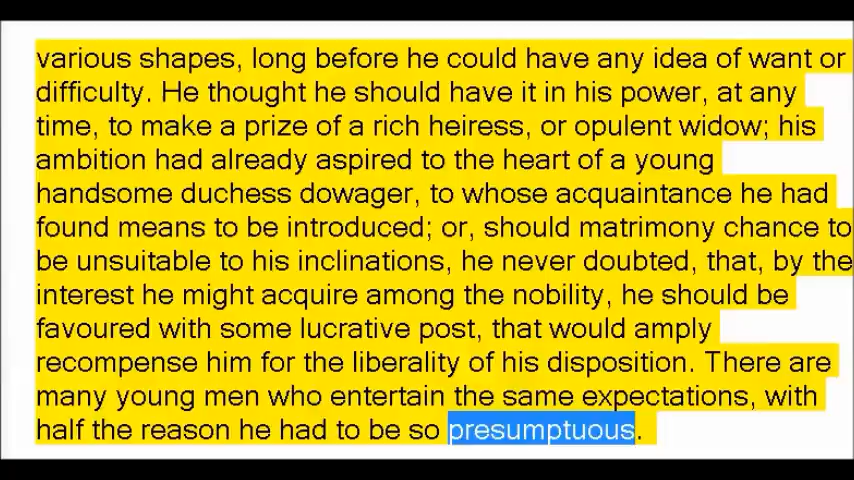 various shapes, long before he could have any idea of want or
difficulty. He thought he should have it in his power, at any
time, to make a prize of a rich heiress, or opulent widow; his
ambition had already aspired to the heart of a young
handsome duchess dowager, to whose acquaintance he had
found means to be introduced; or, should matrimony chance to
be unsuitable to his inclinations, he never doubted, that, by the
interest he might acquire among the nobility, he should be
favoured with some lucrative post, that would amply
recompense him for the liberality of his disposition. There are
many young men who entertain the same expectations, with
half the reason he had to be so presumptuous.